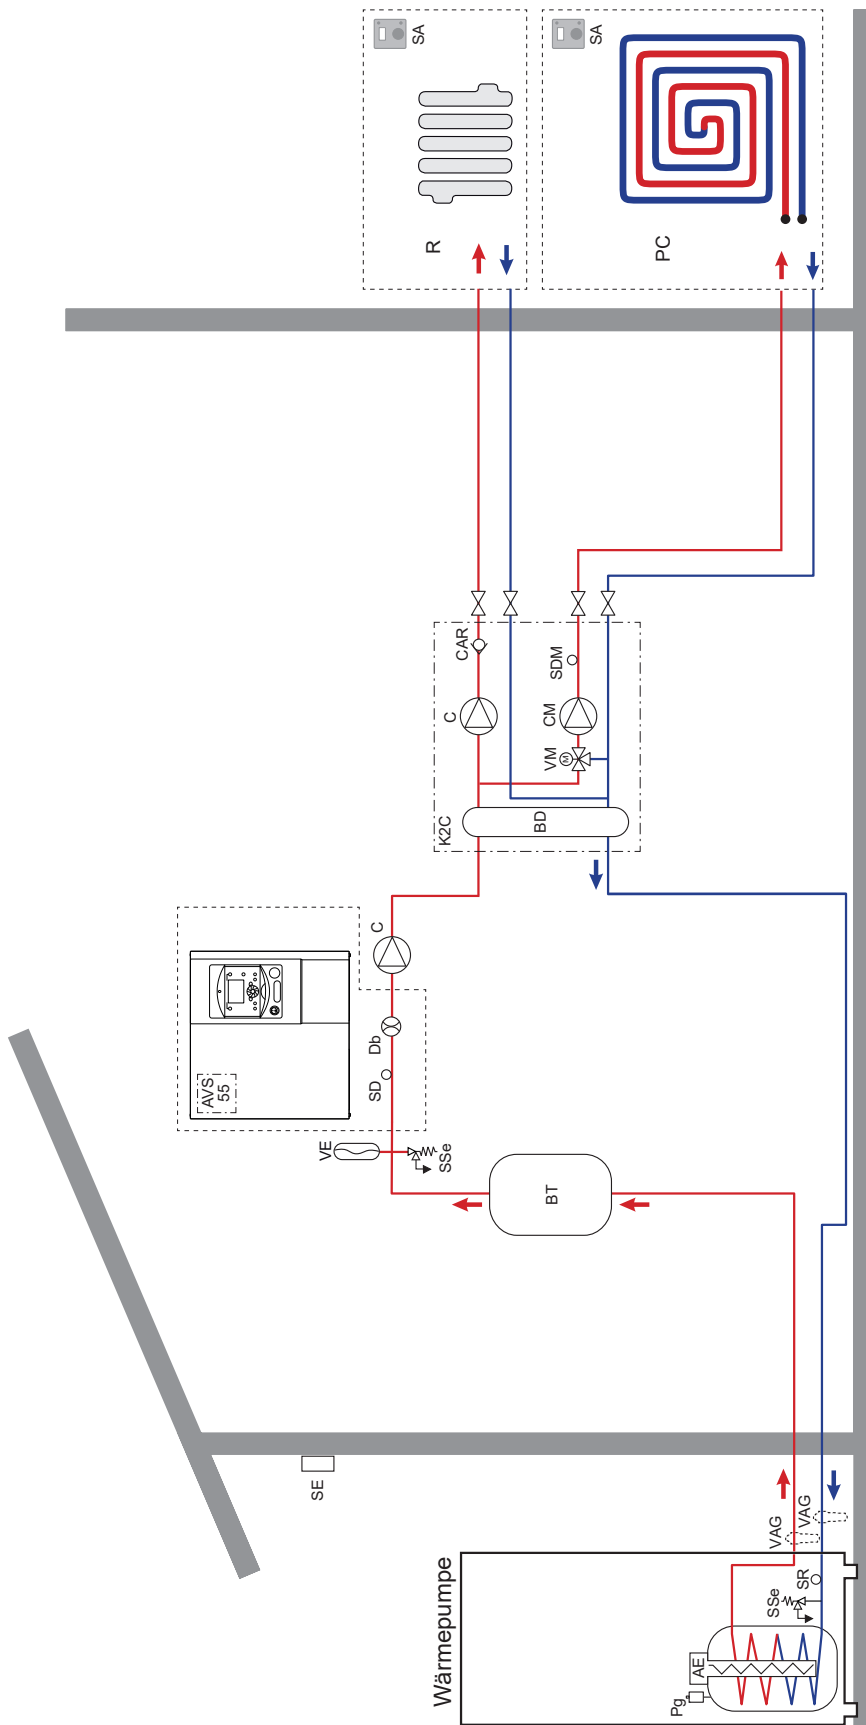 AVS
55
SE
VE
SD
Db
C
SA
R
Wärmepumpe
SSe
K2C
C
CAR
BD
VM
CM
BT
SDM
M
SA
PC
Pg
AE
SSe
VAG
SR
VAG